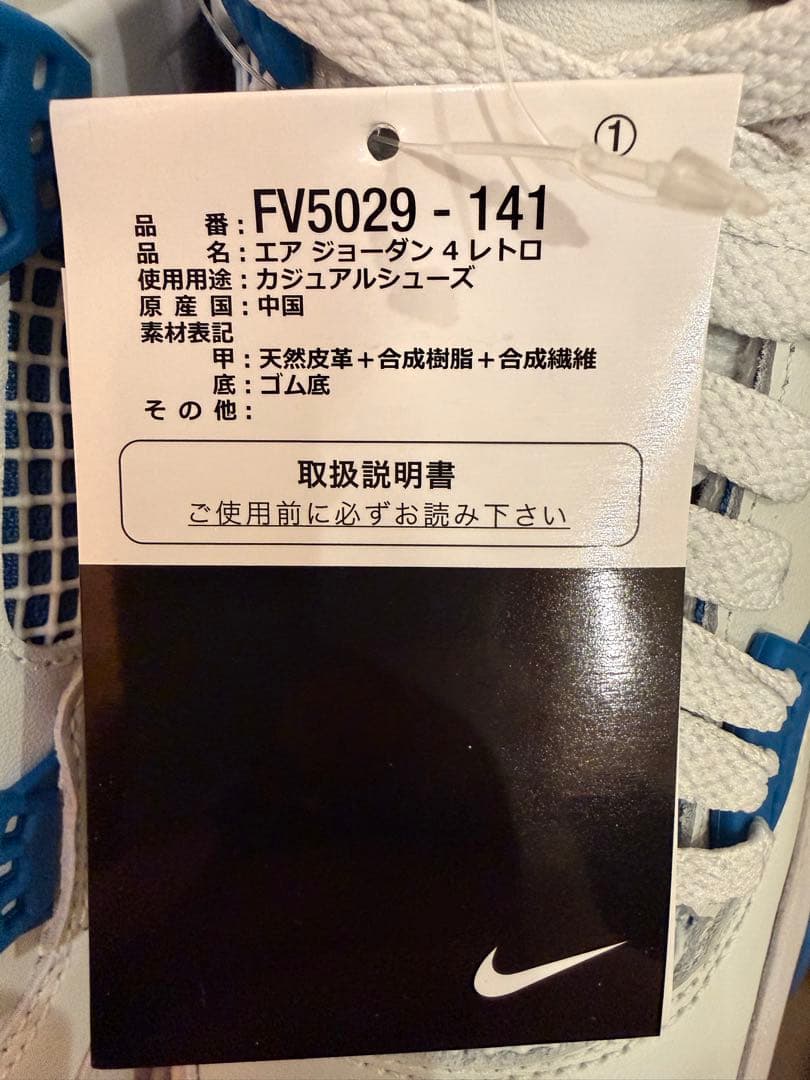 ①
品 番：FV5029 - 141
品 名：エア ジョーダン 4 レトロ
使用用途：カジュアルシューズ
原 産 国：中国
素材表記
甲：天然皮革＋合成樹脂＋合成繊維
底：ゴム底
そ の 他：
取扱説明書
ご使用前に必ずお読み下さい